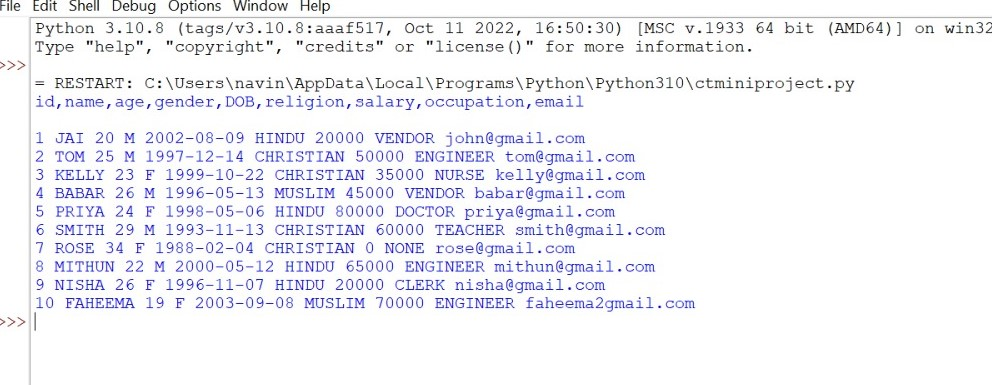 File Edit Shell Debug Options Window Help
Python 3.10.8 (tags/v3.10.8:aaaf517, Oct 11 2022, 16:50:30) [MSC v.1933 64 bit (AMD64)] on win32
Type "help", "copyright", "credits" or "license()" for more information.
>>>
= RESTART: C:\Users\navin\AppData\Local\Programs\Python\Python310\ctminiproject.py
id,name,age,gender,DOB,religion,salary,occupation,email
1 JAI 20 M 2002-08-09 HINDU 20000 VENDOR john@gmail.com
2 TOM 25 M 1997-12-14 CHRISTIAN 50000 ENGINEER tom@gmail.com
3 KELLY 23 F 1999-10-22 CHRISTIAN 35000 NURSE kelly@gmail.com
4 BABAR 26 M 1996-05-13 MUSLIM 45000 VENDOR babar@gmail.com
5 PRIYA 24 F 1998-05-06 HINDU 80000 DOCTOR priya@gmail.com
6 SMITH 29 M 1993-11-13 CHRISTIAN 60000 TEACHER smith@gmail.com
7 ROSE 34 F 1988-02-04 CHRISTIAN 0 NONE rose@gmail.com
8 MITHUN 22 M 2000-05-12 HINDU 65000 ENGINEER mithun@gmail.com
9 NISHA 26 F 1996-11-07 HINDU 20000 CLERK nisha@gmail.com
10 FAHEEMA 19 F 2003-09-08 MUSLIM 70000 ENGINEER faheema2gmail.com
>>>